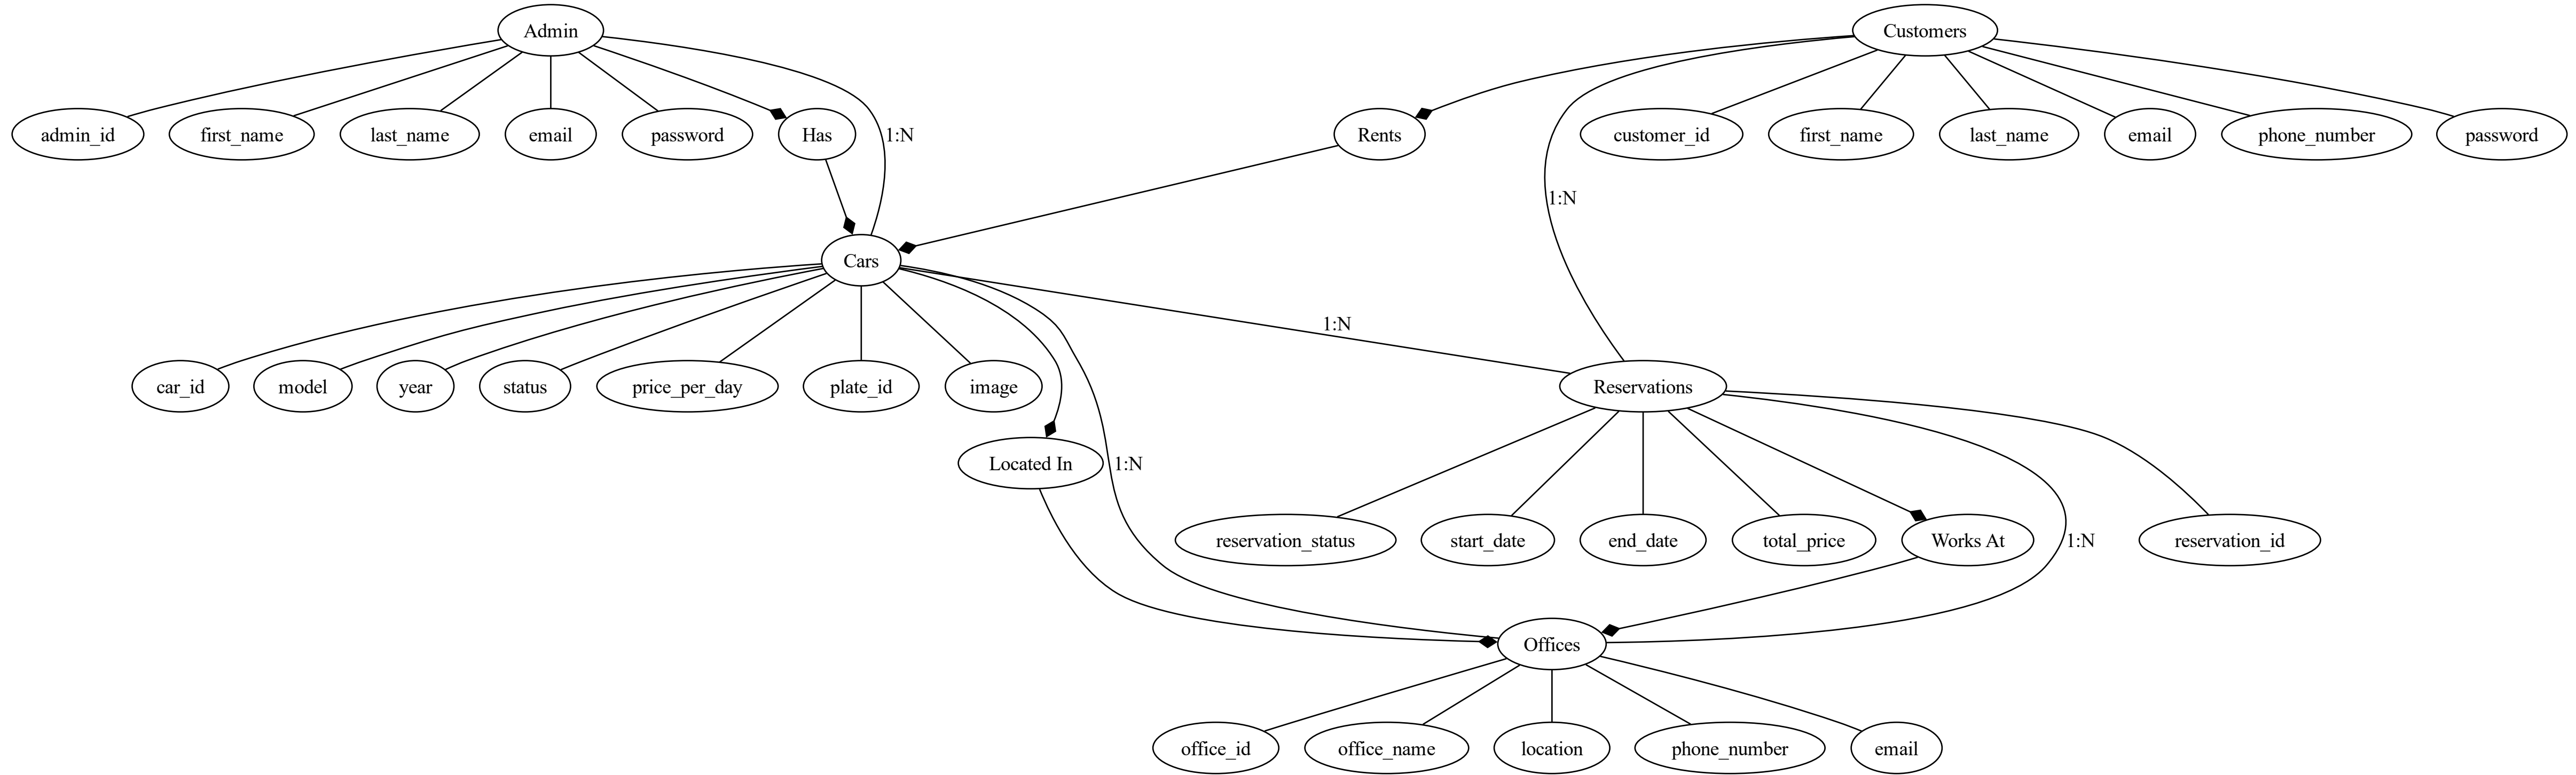 Admin
Customers
admin_id
first_name
last_name
email
password
Has
1:N
Rents
customer_id
first_name
last_name
email
phone_number
password
1:N
Cars
1:N
car_id
model
year
status
price_per_day
plate_id
image
Reservations
Located In
1:N
reservation_status
start_date
end_date
total_price
Works At
1:N
reservation_id
Offices
office_id
office_name
location
phone_number
email